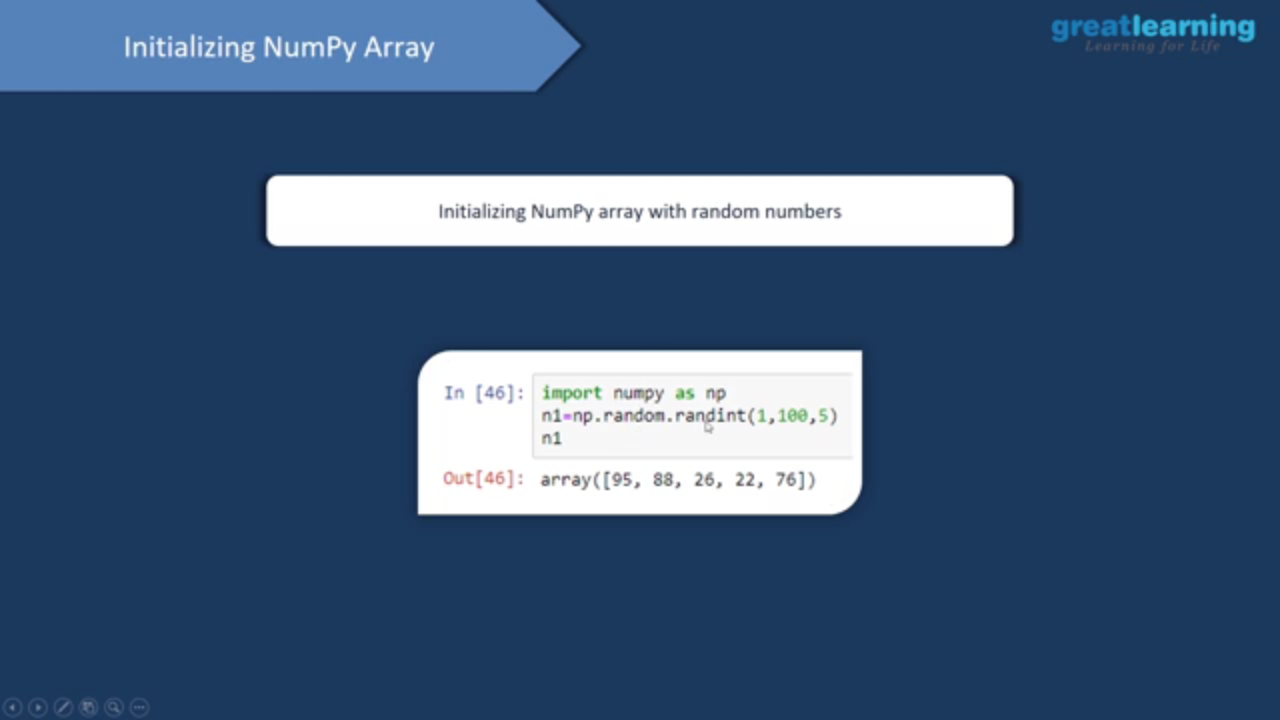 Initializing NumPy Array
greatlearning
Learning for Life
Initializing NumPy array with random numbers
In [46]: import numpy as np
n1=np.random.randint(1,100,5)
n1
Out[46]: array([95, 88, 26, 22, 76])